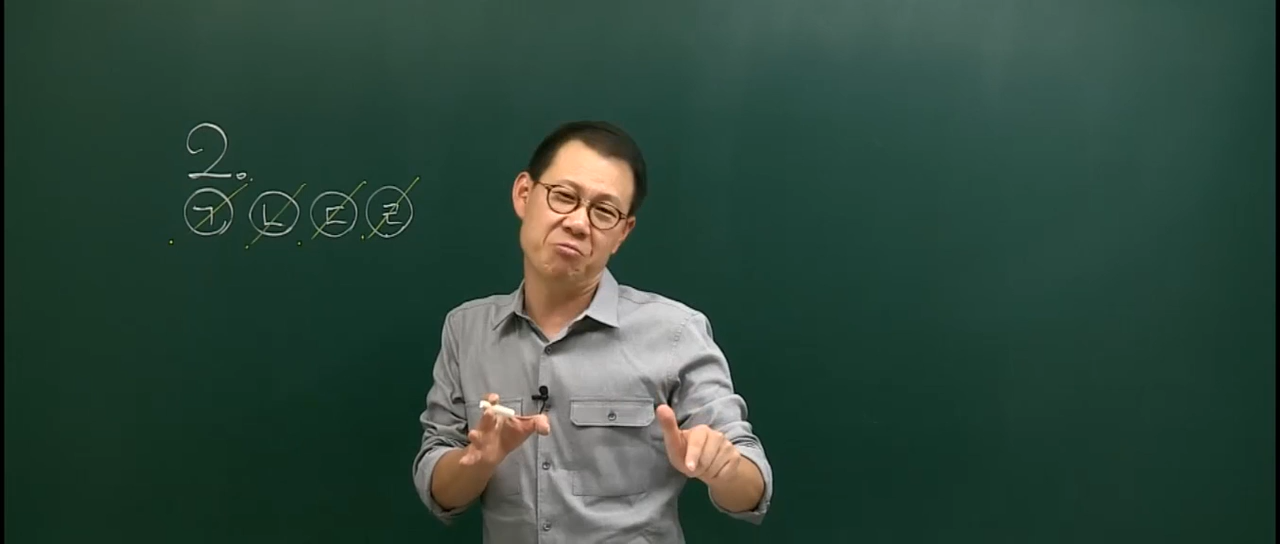 2.
㉠ ㉡ ㉢ ㉣